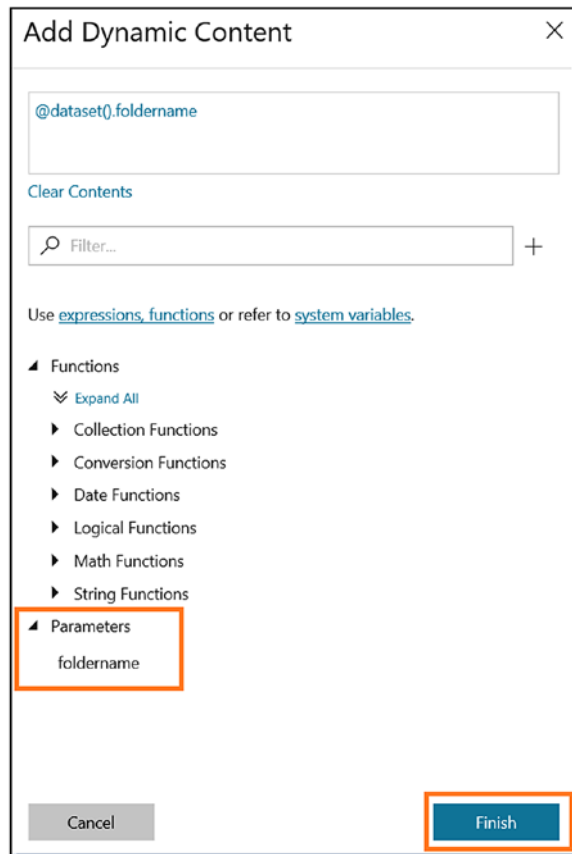 Add Dynamic Content
@dataset().foldername
Clear Contents
Filter...
Use expressions, functions or refer to system variables.
Functions
Expand All
Collection Functions
Conversion Functions
Date Functions
Logical Functions
Math Functions
String Functions
Parameters
foldername
Cancel Finish